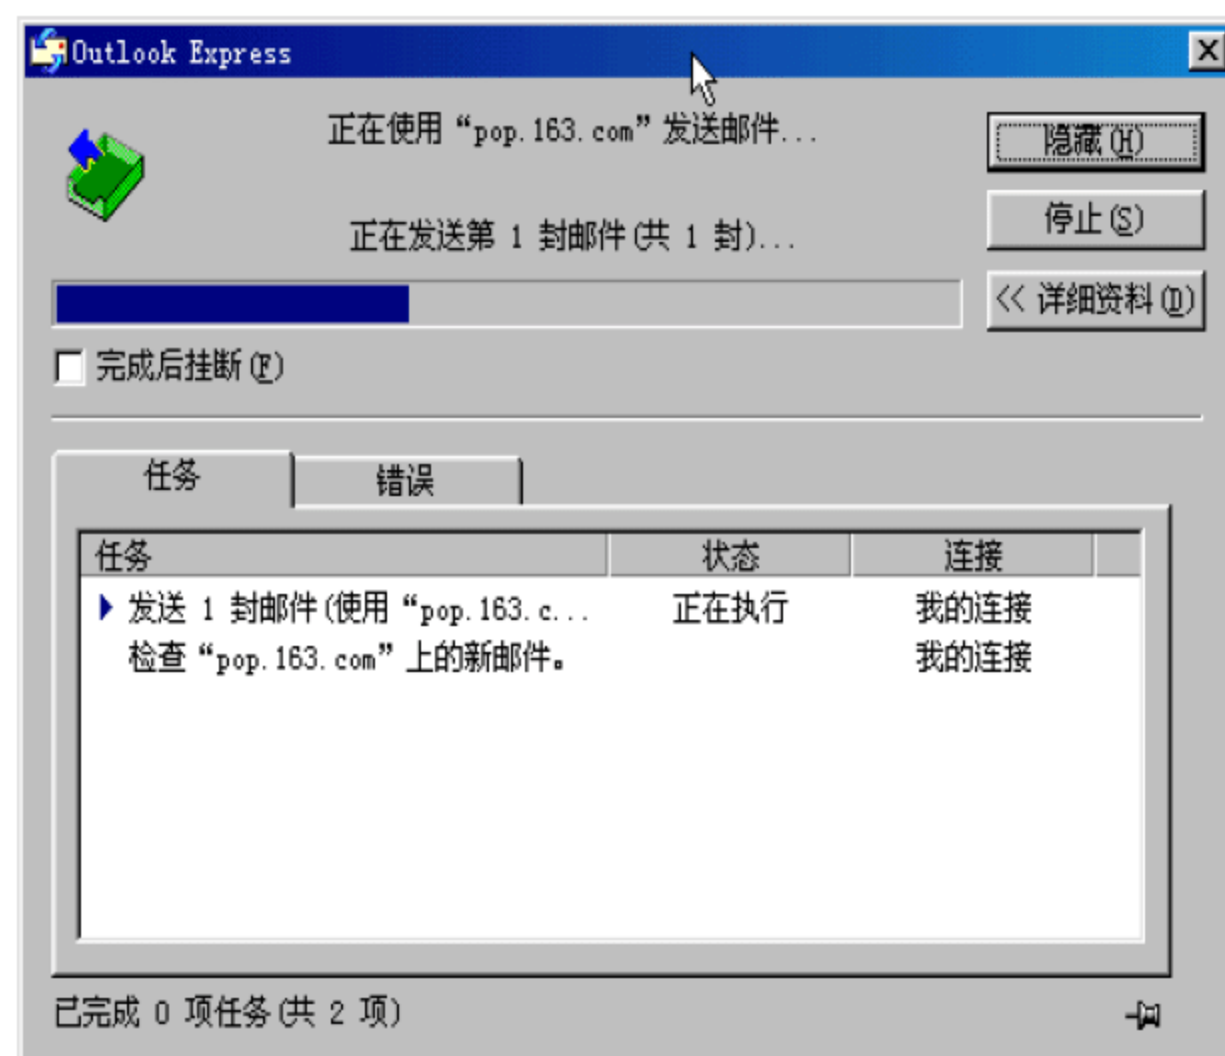 Outlook Express
正在使用“pop.163.com”发送邮件...
隐藏(H)
正在发送第 1 封邮件(共 1 封)...
停止(S)
<< 详细资料(D)
完成后挂断(F)
任务 错误
任务 状态 连接
发送 1 封邮件(使用“pop.163.c... 正在执行 我的连接
检查“pop.163.com”上的新邮件。 我的连接
已完成 0 项任务(共 2 项)